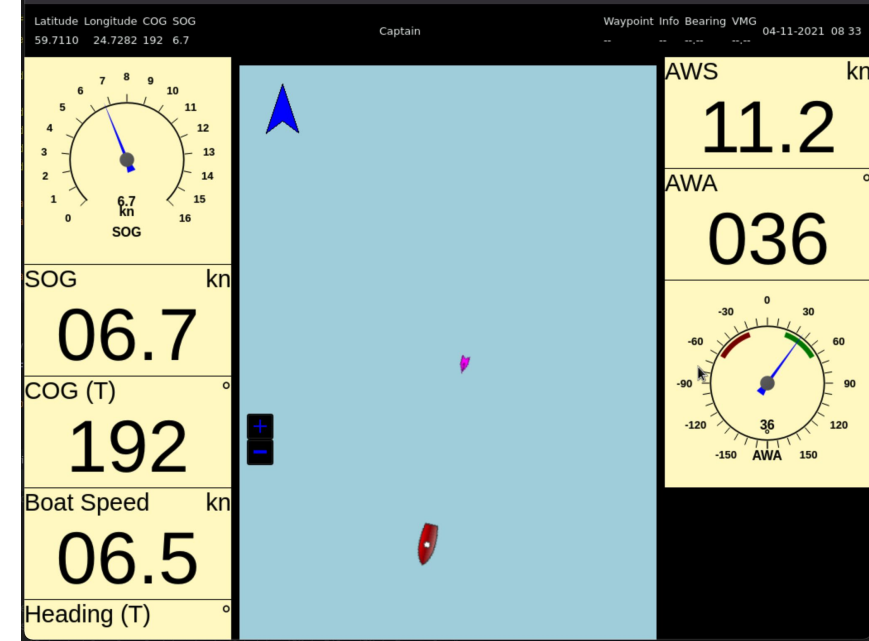 Latitude Longitude COG SOG
59.7110 24.7282 192 6.7
Captain
Waypoint Info Bearing VMG
-- -- --.-- --.--
04-11-2021 08 33
0 1 2 3 4 5 6 7 8 9 10 11 12 13 14 15 16
6.7
kn
SOG
SOG kn
06.7
COG (T) °
192
Boat Speed kn
06.5
Heading (T) °
+
−
AWS kn
11.2
AWA °
036
-150 -120 -90 -60 -30 0 30 60 90 120 150
36
°
AWA